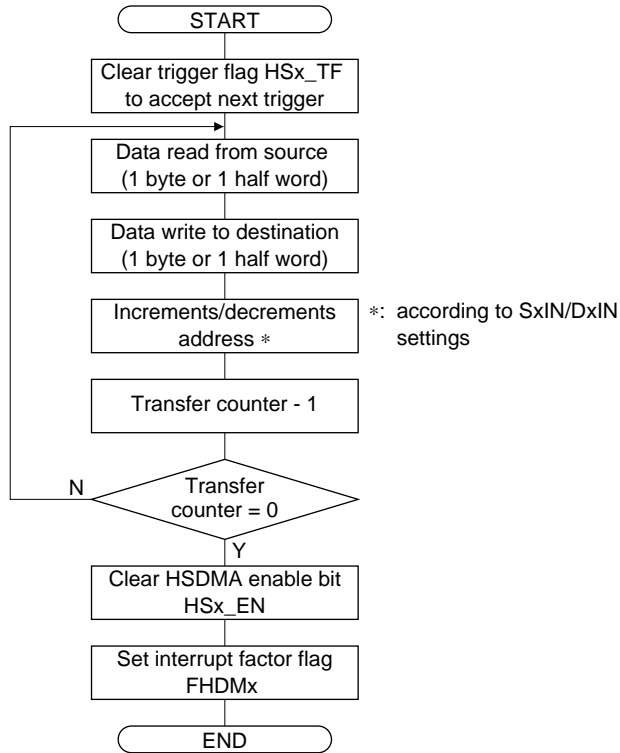 START
Clear trigger flag HSx_TF
to accept next trigger
Data read from source
(1 byte or 1 half word)
Data write to destination
(1 byte or 1 half word)
Increments/decrements
address ∗
∗: according to SxIN/DxIN
settings
Transfer counter - 1
N
Transfer
counter = 0
Y
Clear HSDMA enable bit
HSx_EN
Set interrupt factor flag
FHDMx
END